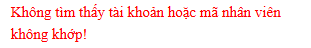 Không tìm thấy tài khoản hoặc mã nhân viên
không khớp!